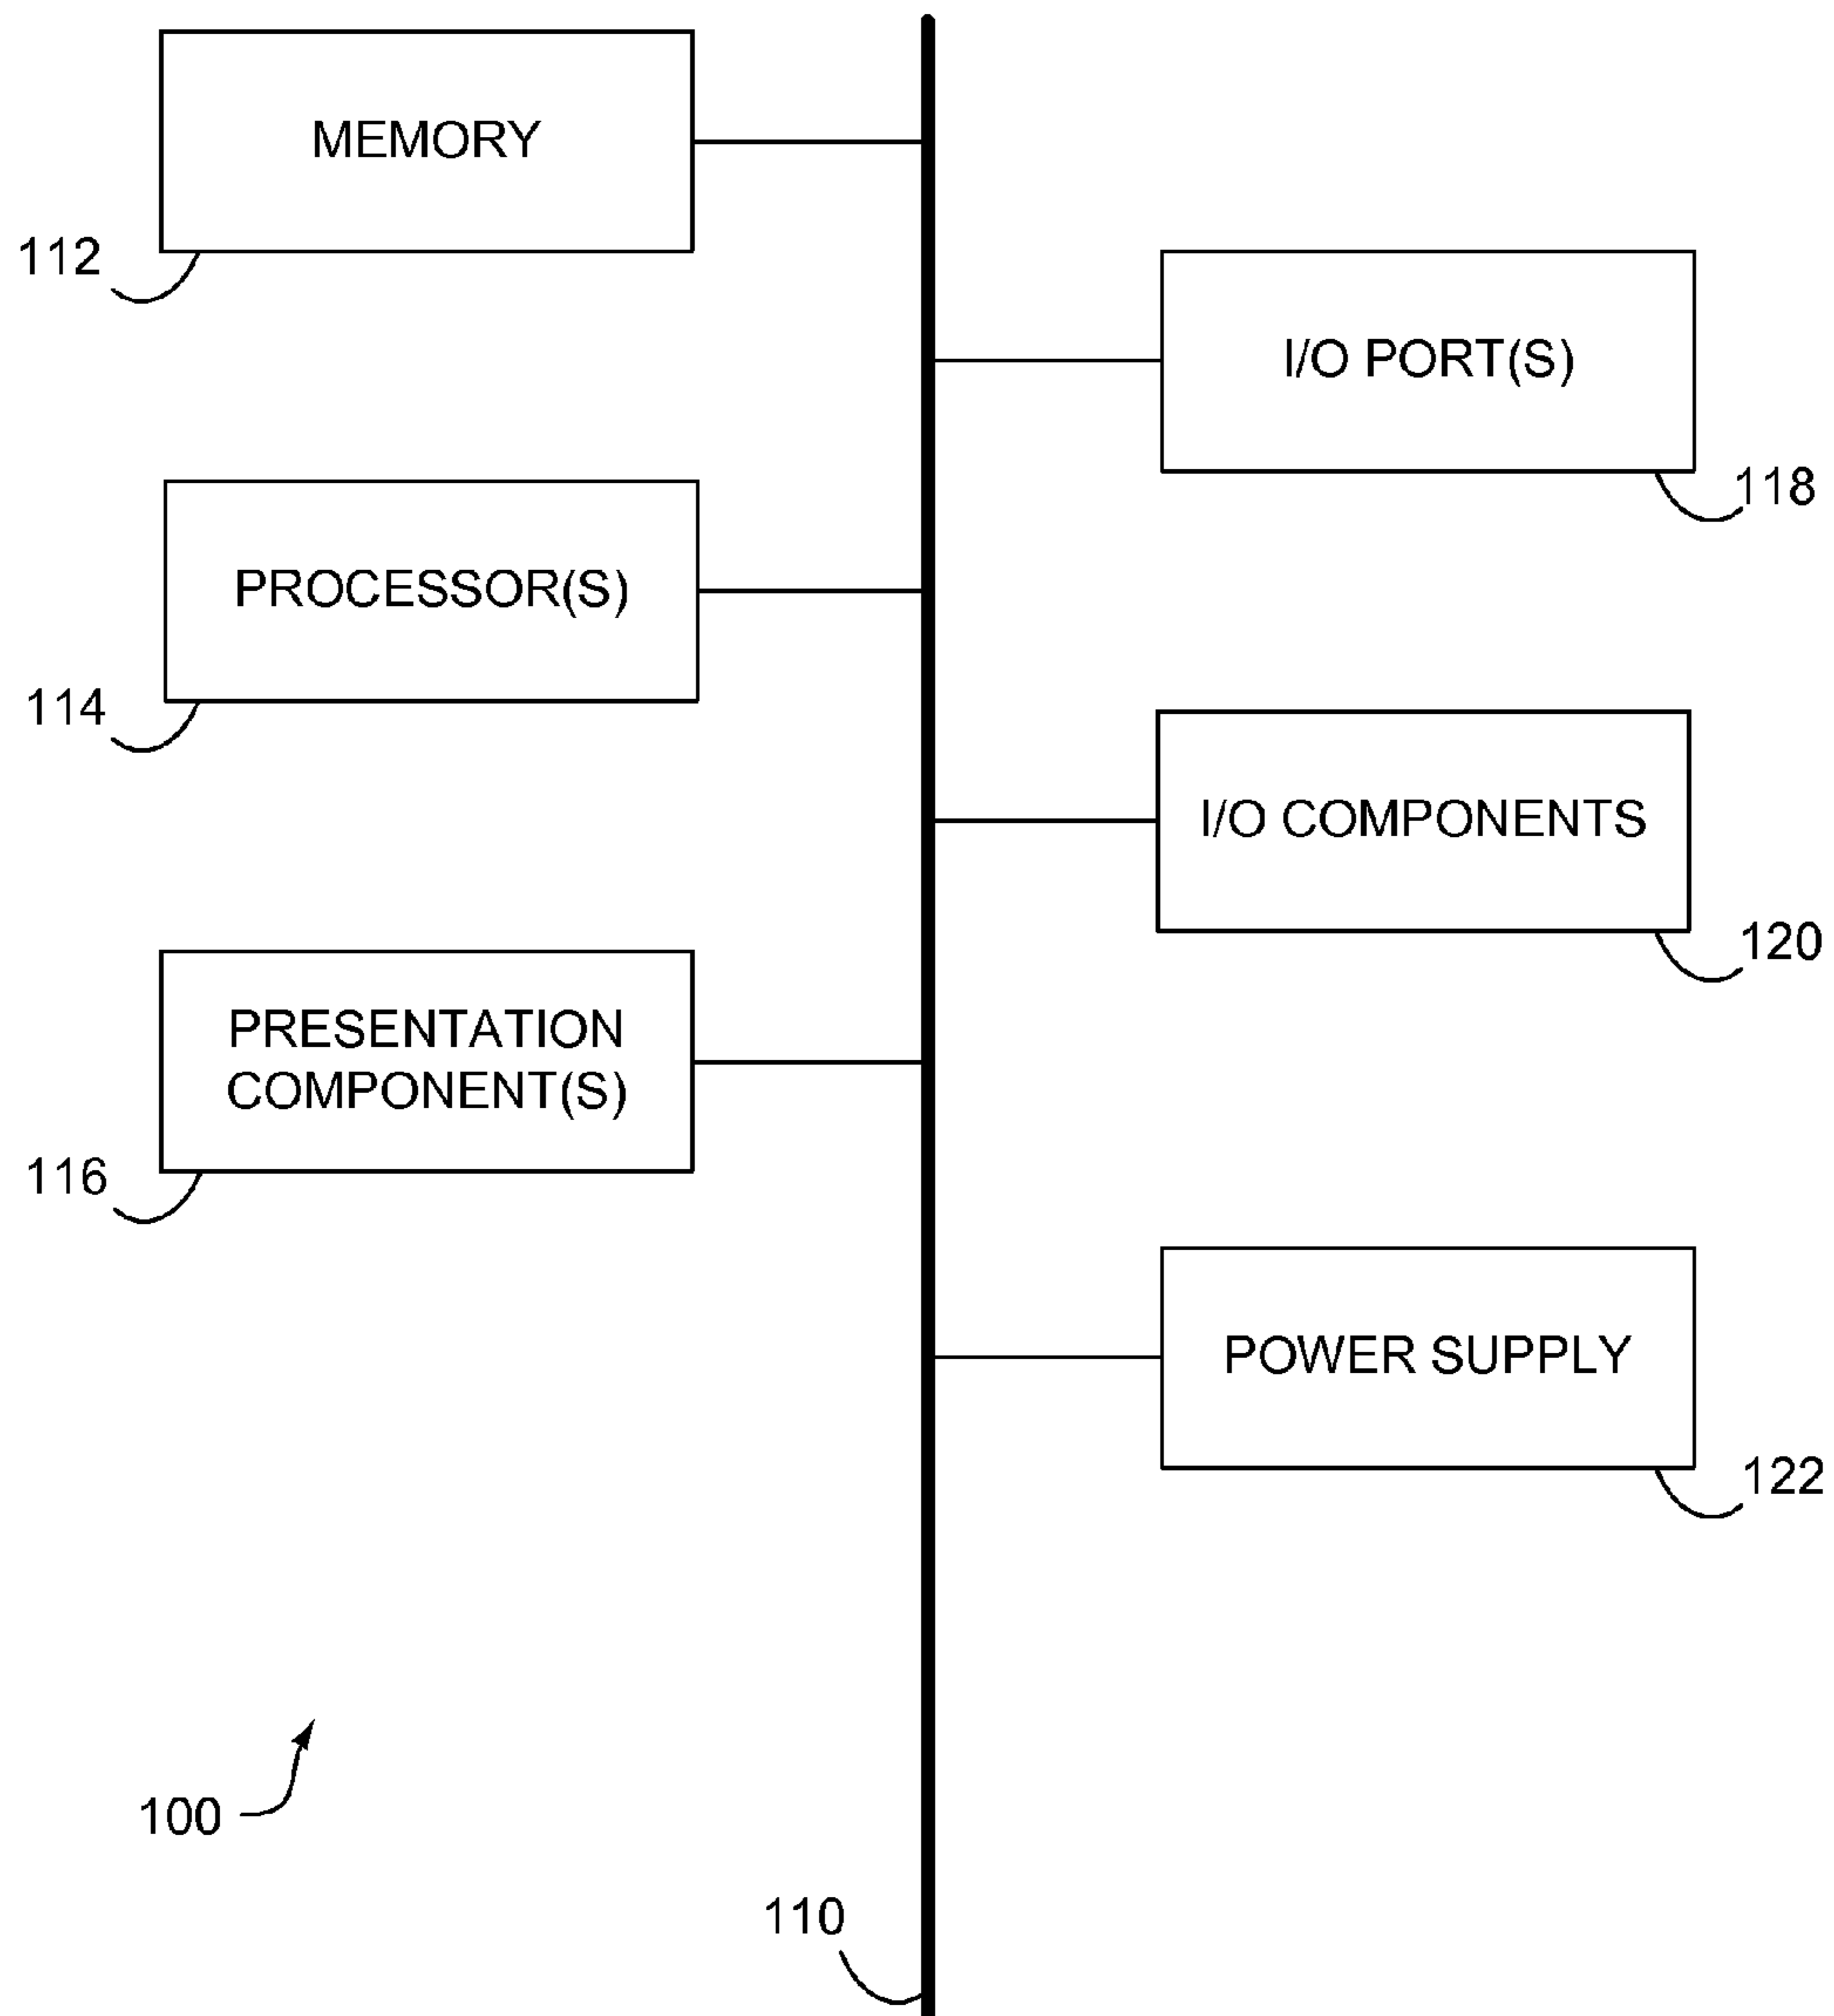 MEMORY
112
I/O PORT(S)
118
PROCESSOR(S)
114
I/O COMPONENTS
120
PRESENTATION
COMPONENT(S)
116
POWER SUPPLY
122
100
110